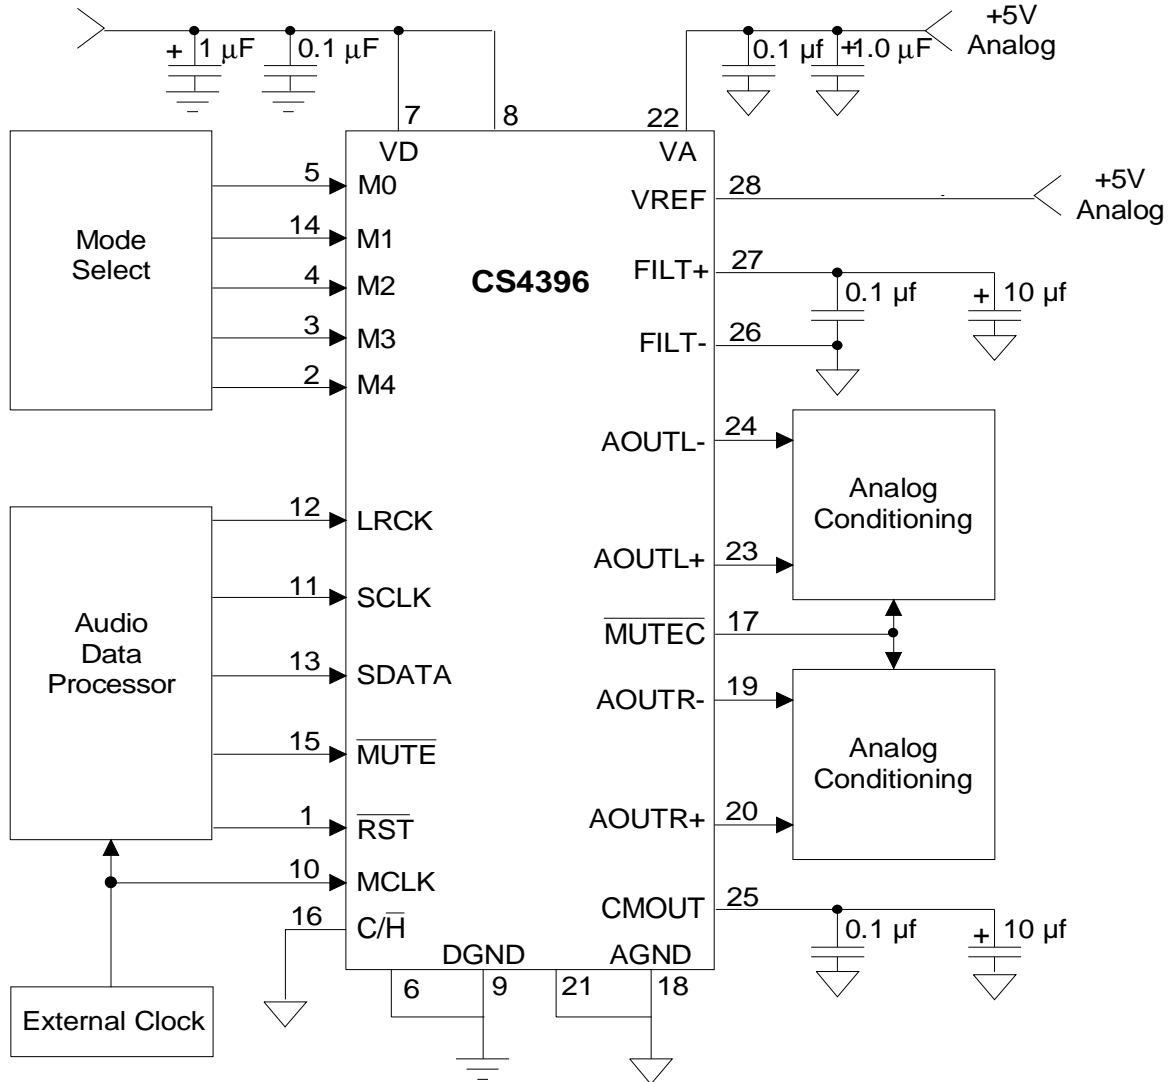 +5V
Analog
+ 1 μF
0.1 μF
0.1 µf
+1.0 μF
7
8
22
VD
VA
5 M0
14 M1
4 M2
3 M3
2 M4
Mode
Select
CS4396
VREF 28
+5V
Analog
FILT+ 27
0.1 µf
+ 10 µf
FILT- 26
AOUTL- 24
Analog
Conditioning
AOUTL+ 23
MUTEC 17
AOUTR- 19
Analog
Conditioning
AOUTR+ 20
CMOUT 25
0.1 µf
+ 10 µf
12 LRCK
11 SCLK
13 SDATA
15 MUTE
1 RST
10 MCLK
16 C/H
Audio
Data
Processor
External Clock
DGND
AGND
6
9
21
18